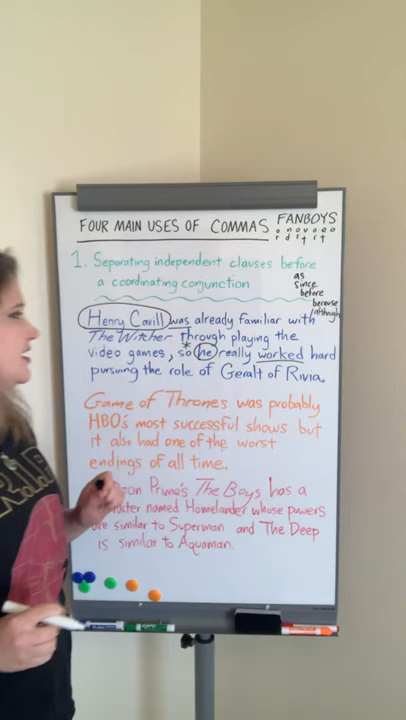 FOUR MAIN USES OF COMMAS
FANBOYS
o n o u o e o
r d r t r t
1. Separating independent clauses before
a coordinating conjunction
as
since
before
because
/although
Henry Cavill was already familiar with
The Witcher through playing the
video games, so he really worked hard
*
pursuing the role of Geralt of Rivia.
Game of Thrones was probably
HBO's most successful shows but
it also had one of the worst
endings of all time.
Prime's The Boys has a
named Homelander whose powers
similar to Superman and The Deep
is similar to Aquaman.